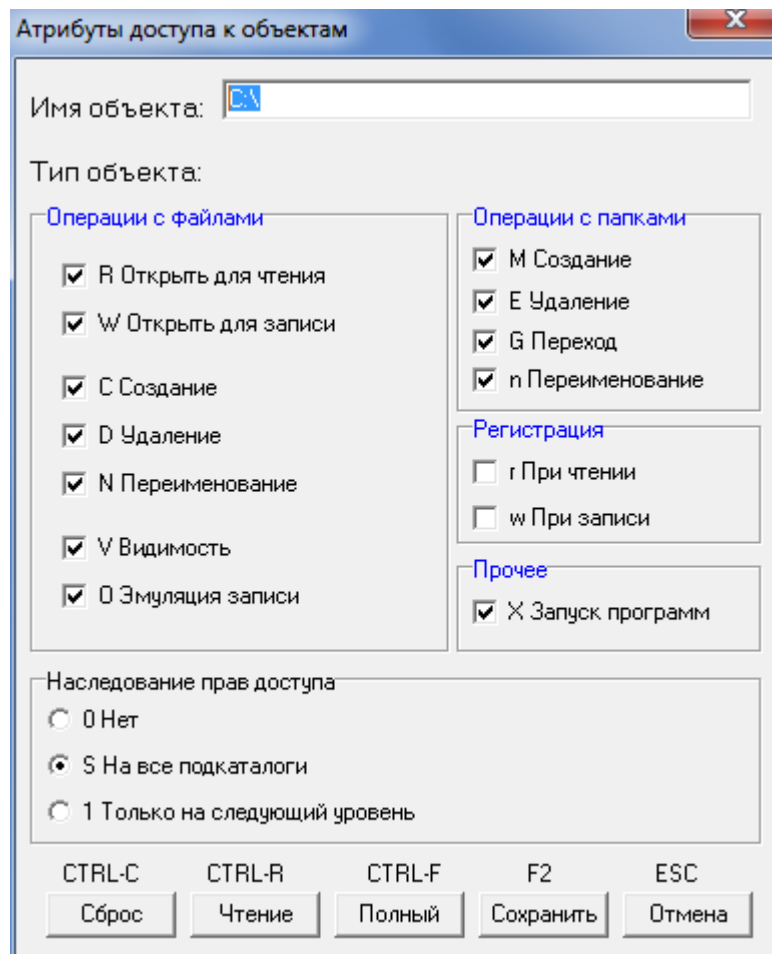 Атрибуты доступа к объектам
Имя объекта: C:\
Тип объекта:
Операции с файлами
R Открыть для чтения
W Открыть для записи
C Создание
D Удаление
N Переименование
V Видимость
O Эмуляция записи
Операции с папками
M Создание
E Удаление
G Переход
n Переименование
Регистрация
r При чтении
w При записи
Прочее
X Запуск программ
Наследование прав доступа
0 Нет
S На все подкаталоги
1 Только на следующий уровень
CTRL-C CTRL-R CTRL-F F2 ESC
Сброс Чтение Полный Сохранить Отмена